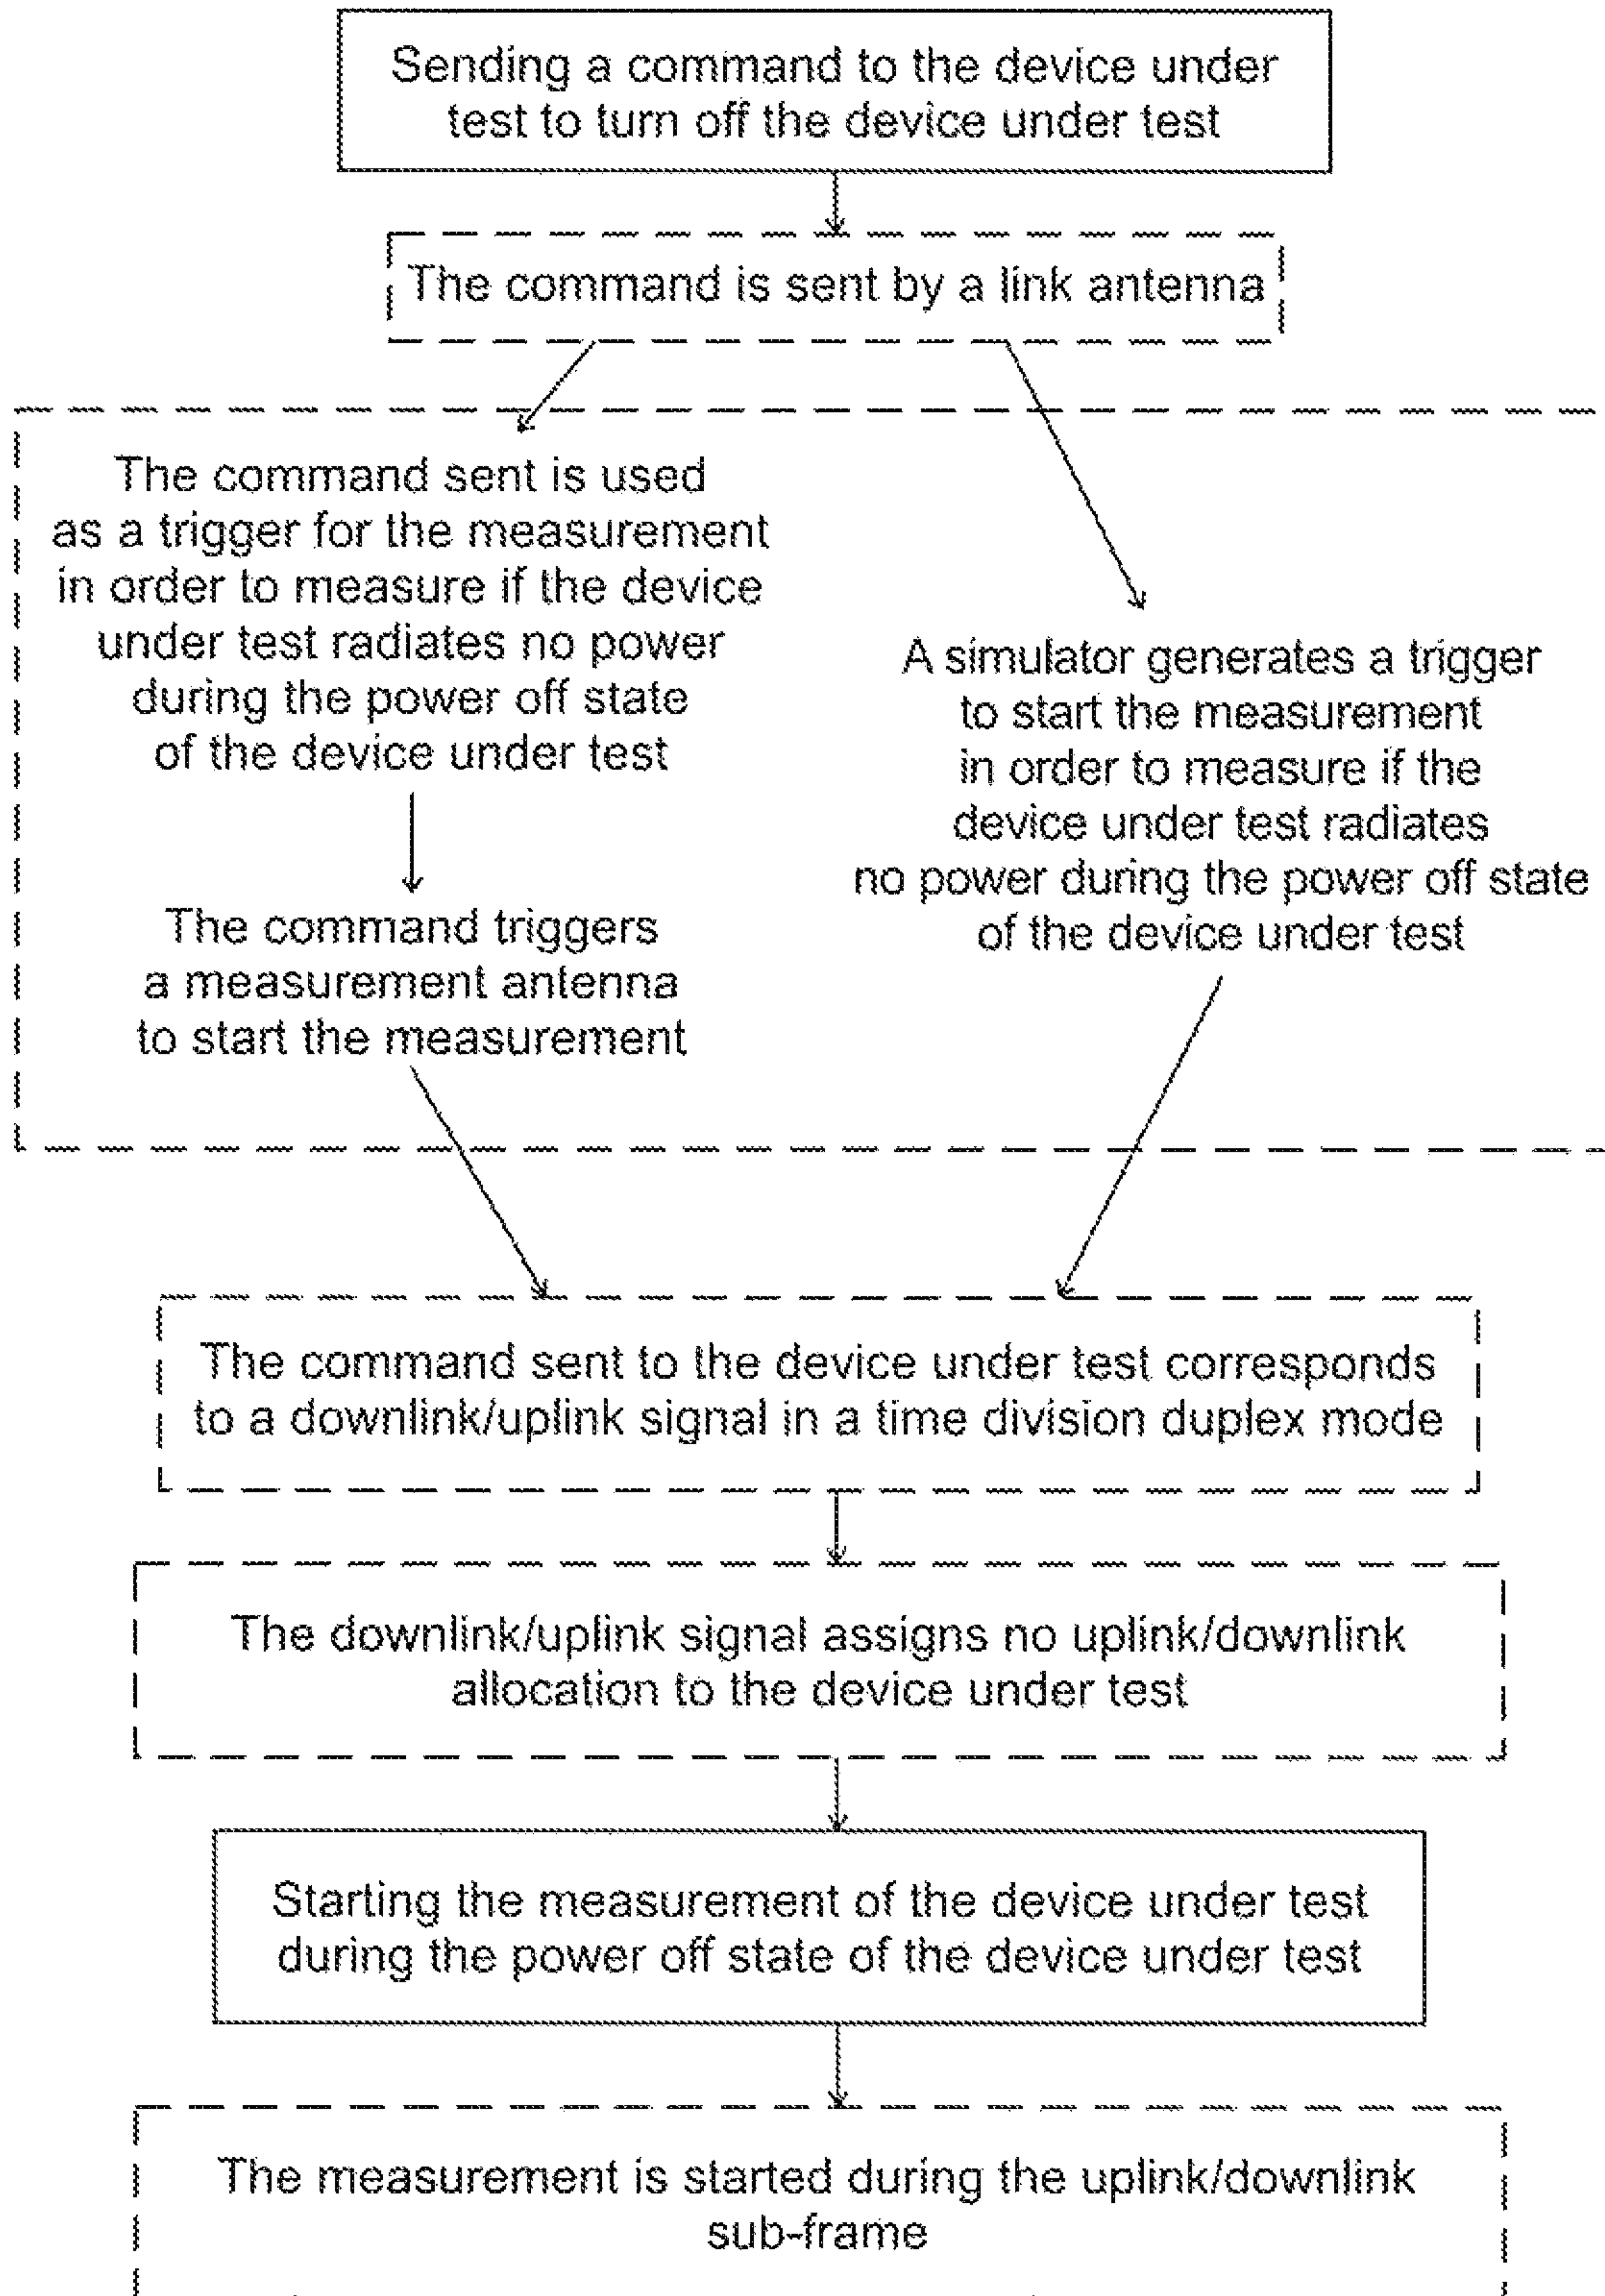 Sending a command to the device under
test to turn off the device under test
The command is sent by a link antenna
The command sent is used
as a trigger for the measurement
in order to measure if the device
under test radiates no power
during the power off state
of the device under test
The command triggers
a measurement antenna
to start the measurement
A simulator generates a trigger
to start the measurement
in order to measure if the
device under test radiates
no power during the power off state
of the device under test
The command sent to the device under test corresponds
to a downlink/uplink signal in a time division duplex mode
The downlink/uplink signal assigns no uplink/downlink
allocation to the device under test
Starting the measurement of the device under test
during the power off state of the device under test
The measurement is started during the uplink/downlink
sub-frame